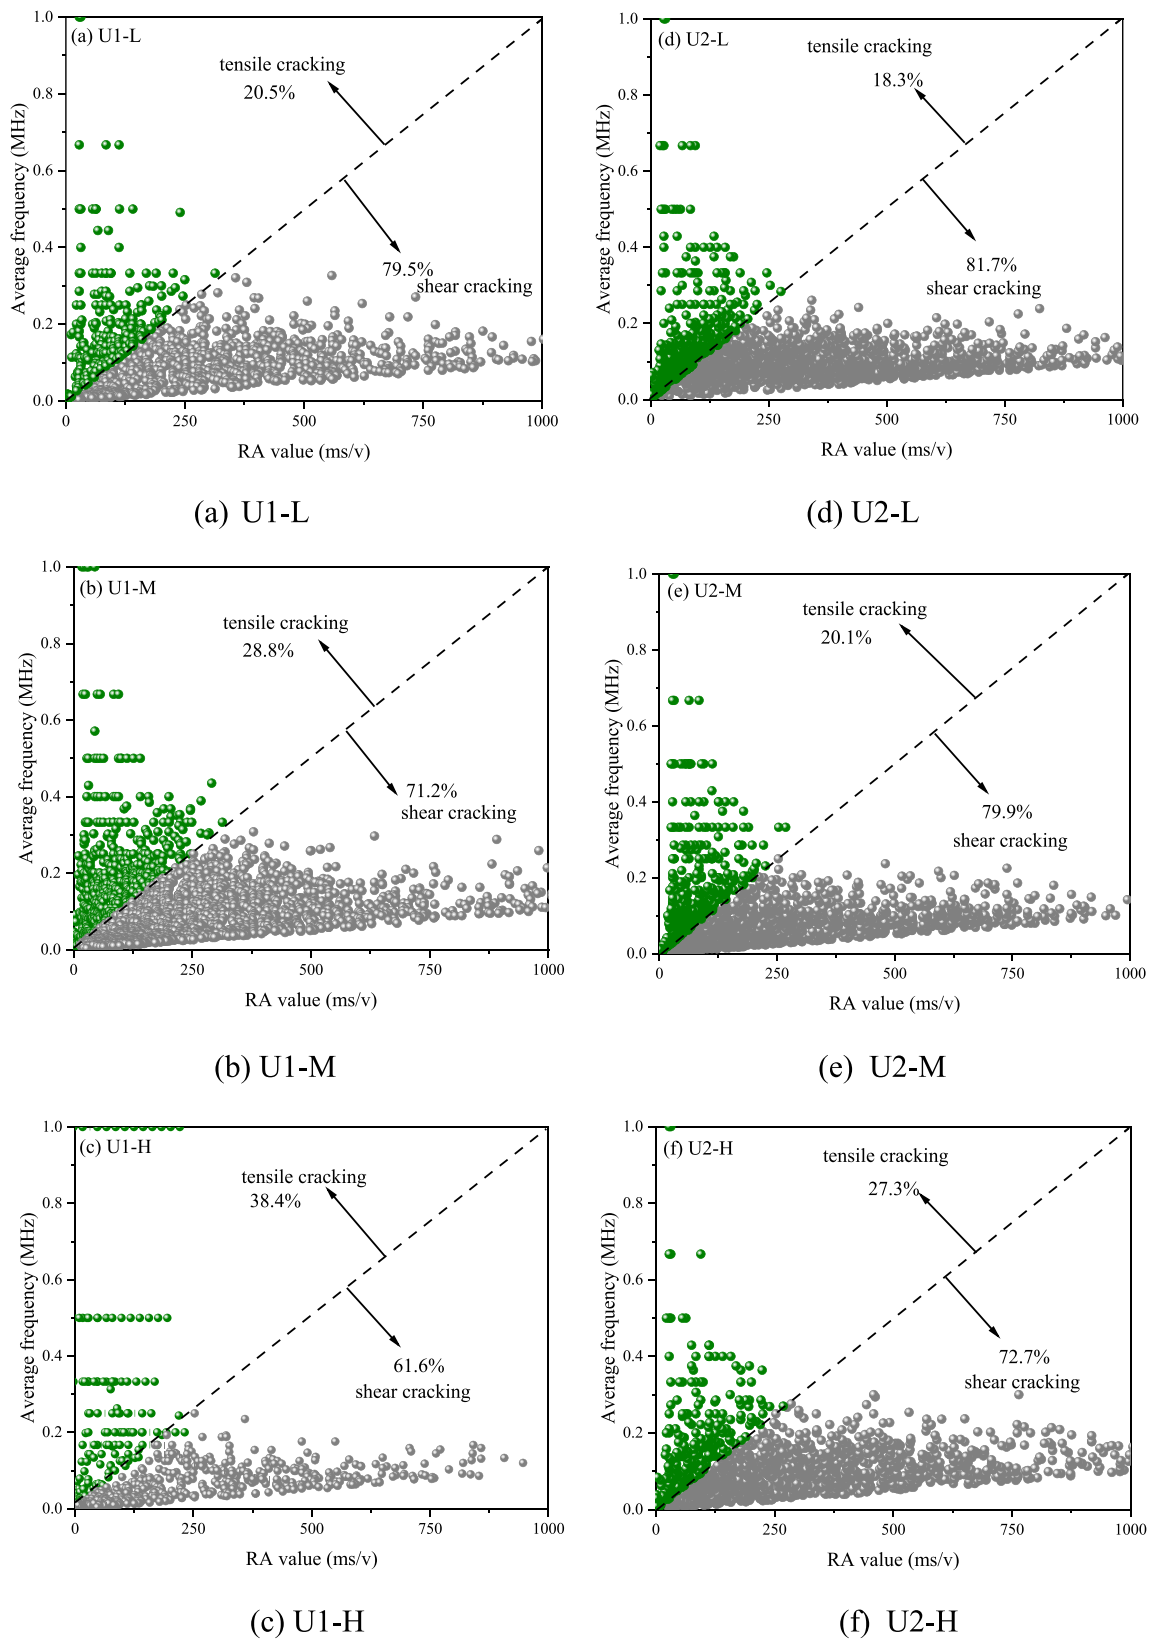 (a) U1-L
tensile cracking
20.5%
79.5%
shear cracking
1.0
0.8
0.6
0.4
0.2
0.0
0
250
500
750
1000
Average frequency (MHz)
RA value (ms/v)
(a) U1-L
(d) U2-L
tensile cracking
18.3%
81.7%
shear cracking
1.0
0.8
0.6
0.4
0.2
0.0
0
250
500
750
1000
Average frequency (MHz)
RA value (ms/v)
(d) U2-L
(b) U1-M
tensile cracking
28.8%
71.2%
shear cracking
1.0
0.8
0.6
0.4
0.2
0.0
0
250
500
750
1000
Average frequency (MHz)
RA value (ms/v)
(b) U1-M
(e) U2-M
tensile cracking
20.1%
79.9%
shear cracking
1.0
0.8
0.6
0.4
0.2
0.0
0
250
500
750
1000
Average frequency (MHz)
RA value (ms/v)
(e) U2-M
(c) U1-H
tensile cracking
38.4%
61.6%
shear cracking
1.0
0.8
0.6
0.4
0.2
0.0
0
250
500
750
1000
Average frequency (MHz)
RA value (ms/v)
(c) U1-H
(f) U2-H
tensile cracking
27.3%
72.7%
shear cracking
1.0
0.8
0.6
0.4
0.2
0.0
0
250
500
750
1000
Average frequency (MHz)
RA value (ms/v)
(f) U2-H